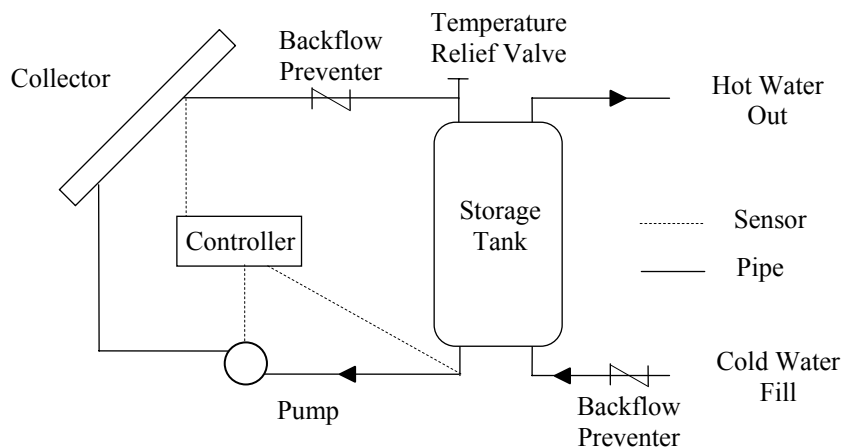 Temperature
Relief Valve
Backflow
Preventer
Collector
Hot Water
Out
Storage
Tank
Controller
Sensor
Pipe
Cold Water
Fill
Pump
Backflow
Preventer